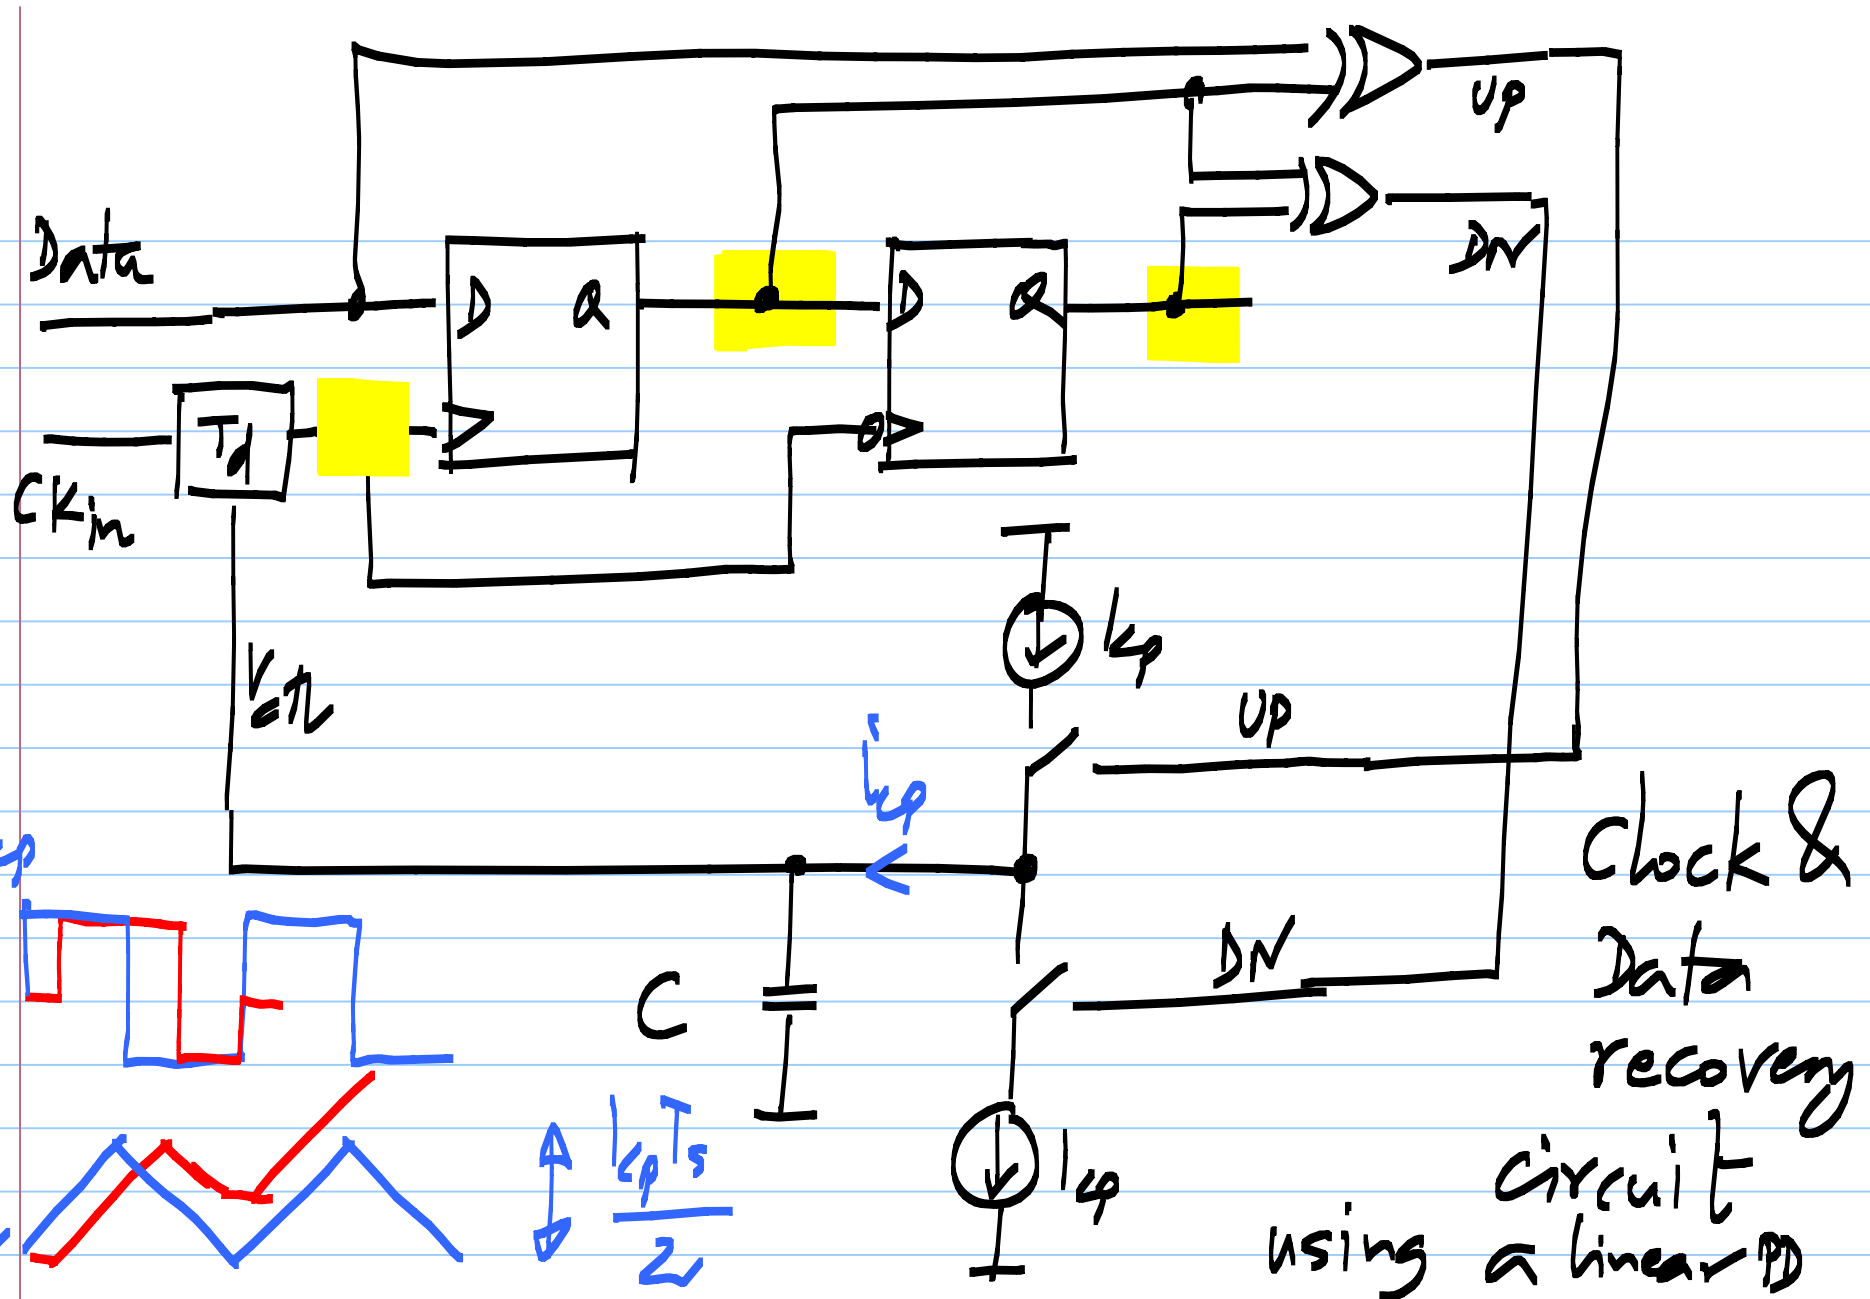 UP
DN
Data
D Q
D Q
Td
CKin
Icp
Vctl
UP
icp
Clock &
Data
recovery
circuit
using a linear PD
DN
C
IcpTs
2
Icp